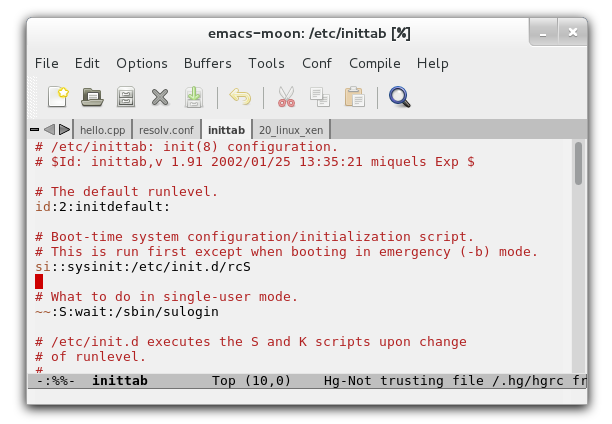 emacs-moon: /etc/inittab [%]
File Edit Options Buffers Tools Conf Compile Help
hello.cpp resolv.conf inittab 20_linux_xen
# /etc/inittab: init(8) configuration.
# $Id: inittab,v 1.91 2002/01/25 13:35:21 miquels Exp $
# The default runlevel.
id:2:initdefault:
# Boot-time system configuration/initialization script.
# This is run first except when booting in emergency (-b) mode.
si::sysinit:/etc/init.d/rcS
# What to do in single-user mode.
~~:S:wait:/sbin/sulogin
# /etc/init.d executes the S and K scripts upon change
# of runlevel.
#
-:%%- inittab Top (10,0) Hg-Not trusting file /.hg/hgrc fr